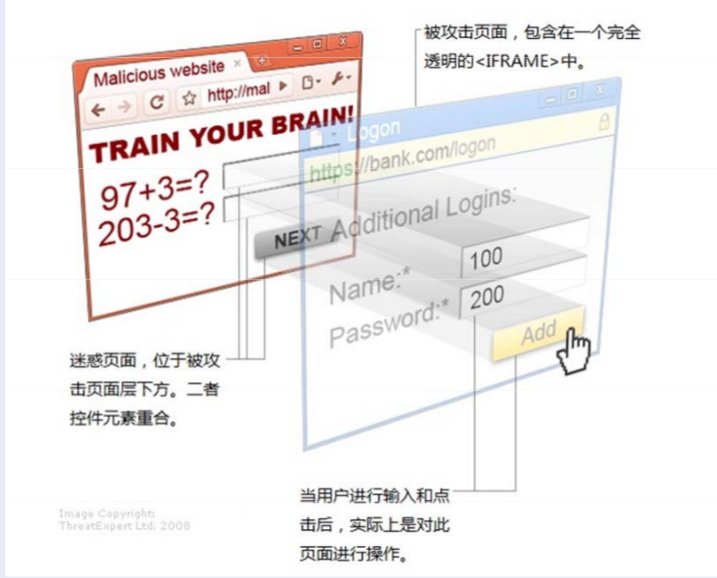 被攻击页面，包含在一个完全
透明的<IFRAME>中。
Malicious website
http://mal
TRAIN YOUR BRAIN!
97+3=?
203-3=?
NEXT
Logon
https://bank.com/logon
Additional Logins:
Name:*
100
Password:*
200
Add
迷惑页面，位于被攻
击页面层下方。二者
控件元素重合。
当用户进行输入和点
击后，实际上是对此
页面进行操作。
Image Copyright:
ThreatExpert Ltd. 2008